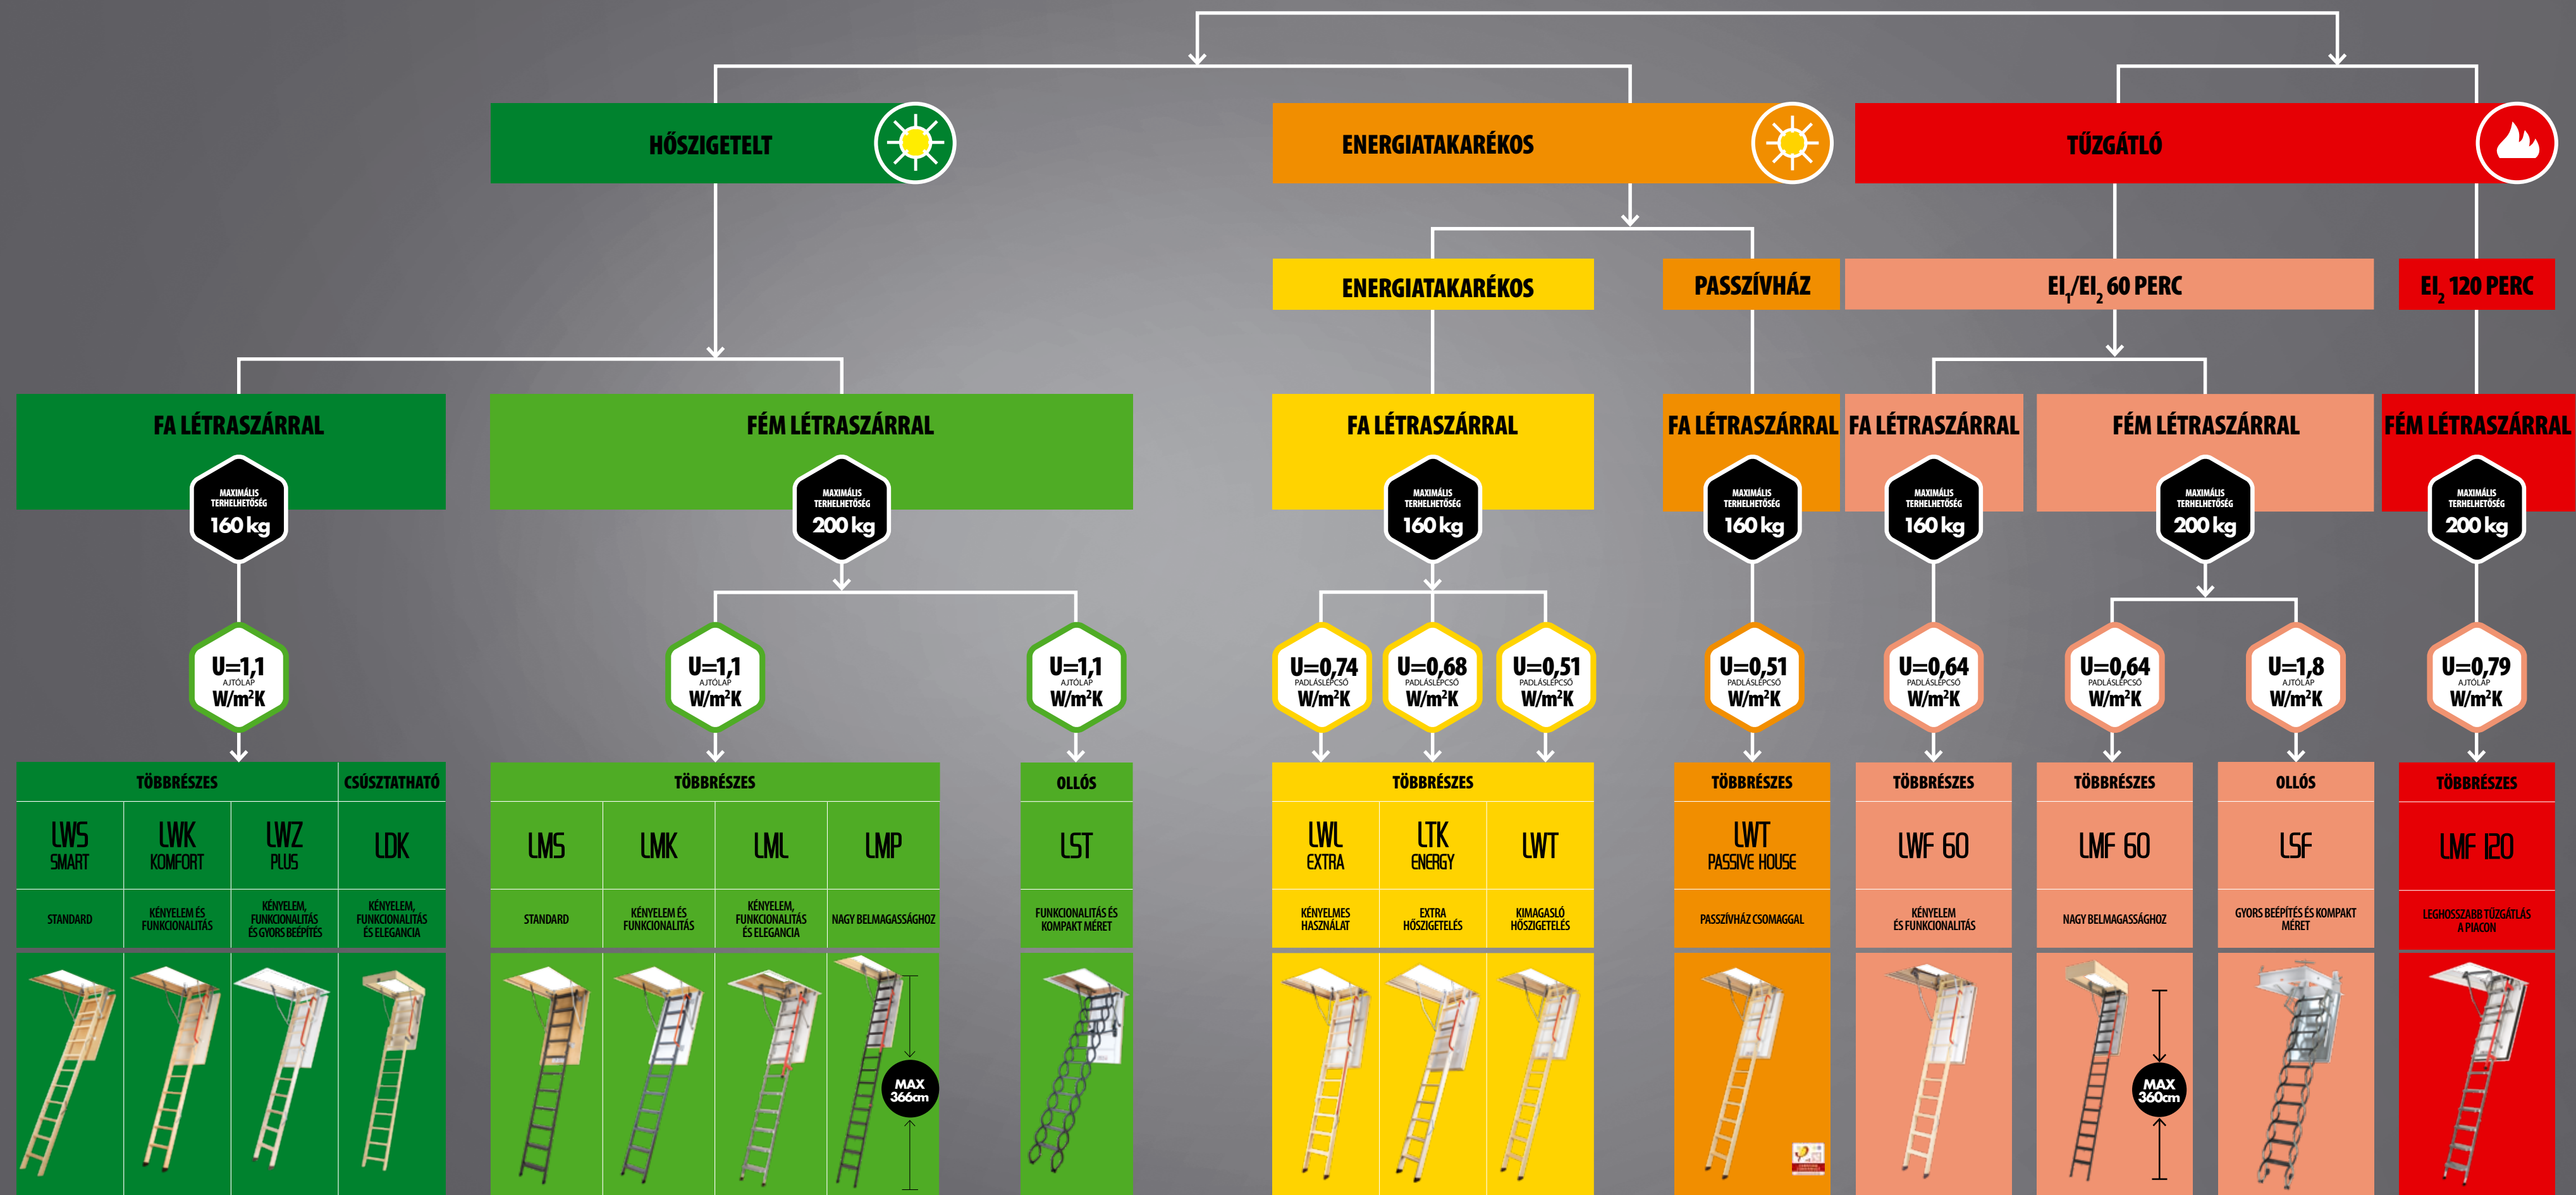 HŐSZIGETELT
ENERGIATAKARÉKOS
TŰZGÁTLÓ
ENERGIATAKARÉKOS
PASSZÍVHÁZ
EI1/EI2 60 PERC
EI2 120 PERC
FA LÉTRASZÁRRAL
MAXIMÁLIS
TERHELHETŐSÉG
160 kg
FÉM LÉTRASZÁRRAL
MAXIMÁLIS
TERHELHETŐSÉG
200 kg
FA LÉTRASZÁRRAL
MAXIMÁLIS
TERHELHETŐSÉG
160 kg
FA LÉTRASZÁRRAL
MAXIMÁLIS
TERHELHETŐSÉG
160 kg
FA LÉTRASZÁRRAL
MAXIMÁLIS
TERHELHETŐSÉG
160 kg
FÉM LÉTRASZÁRRAL
MAXIMÁLIS
TERHELHETŐSÉG
200 kg
FÉM LÉTRASZÁRRAL
MAXIMÁLIS
TERHELHETŐSÉG
200 kg
U=1,1
AJTÓLAP
W/m²K
U=1,1
AJTÓLAP
W/m²K
U=1,1
AJTÓLAP
W/m²K
U=0,74
PADLÁSLÉPCSŐ
W/m²K
U=0,68
PADLÁSLÉPCSŐ
W/m²K
U=0,51
PADLÁSLÉPCSŐ
W/m²K
U=0,51
PADLÁSLÉPCSŐ
W/m²K
U=0,64
PADLÁSLÉPCSŐ
W/m²K
U=0,64
PADLÁSLÉPCSŐ
W/m²K
U=1,8
AJTÓLAP
W/m²K
U=0,79
AJTÓLAP
W/m²K
TÖBBRÉSZES
CSÚSZTATHATÓ
LWS
SMART
STANDARD
LWK
KOMFORT
KÉNYELEM ÉS
FUNKCIONALITÁS
LWZ
PLUS
KÉNYELEM,
FUNKCIONALITÁS
ÉS GYORS BEÉPÍTÉS
LDK
KÉNYELEM,
FUNKCIONALITÁS
ÉS ELEGANCIA
TÖBBRÉSZES
LMS
STANDARD
LMK
KÉNYELEM ÉS
FUNKCIONALITÁS
LML
KÉNYELEM,
FUNKCIONALITÁS
ÉS ELEGANCIA
LMP
NAGY BELMAGASSÁGHOZ
MAX
366cm
OLLÓS
LST
FUNKCIONALITÁS ÉS
KOMPAKT MÉRET
TÖBBRÉSZES
LWL
EXTRA
KÉNYELMES
HASZNÁLAT
LTK
ENERGY
EXTRA
HŐSZIGETELÉS
LWT
KIMAGASLÓ
HŐSZIGETELÉS
TÖBBRÉSZES
LWT
PASSIVE HOUSE
PASSZÍVHÁZ CSOMAGGAL
TÖBBRÉSZES
LWF 60
KÉNYELEM
ÉS FUNKCIONALITÁS
TÖBBRÉSZES
LMF 60
NAGY BELMAGASSÁGHOZ
MAX
360cm
OLLÓS
LSF
GYORS BEÉPÍTÉS ÉS KOMPAKT
MÉRET
TÖBBRÉSZES
LMF 120
LEGHOSSZABB TŰZGÁTLÁS
A PIACON